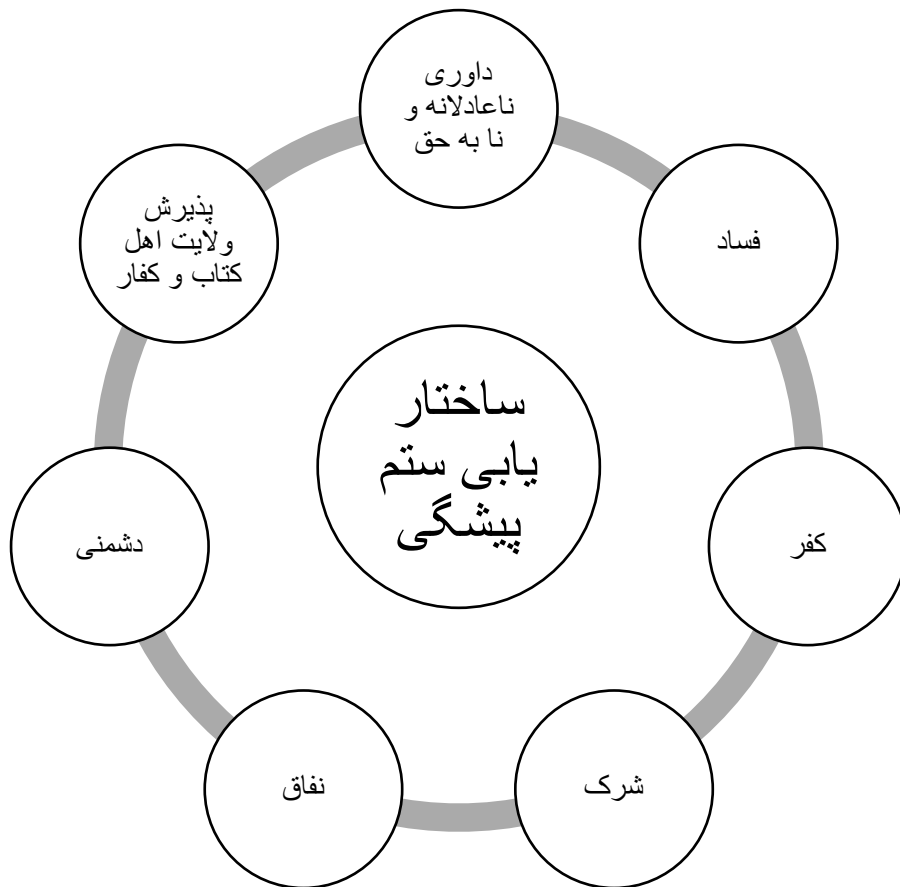 داوری
ناعادلانه و
نا به حق
فساد
کفر
شرک
نفاق
دشمنی
پذیرش
ولایت اهل
کتاب و کفار
ساختار
یابی ستم
پیشگی